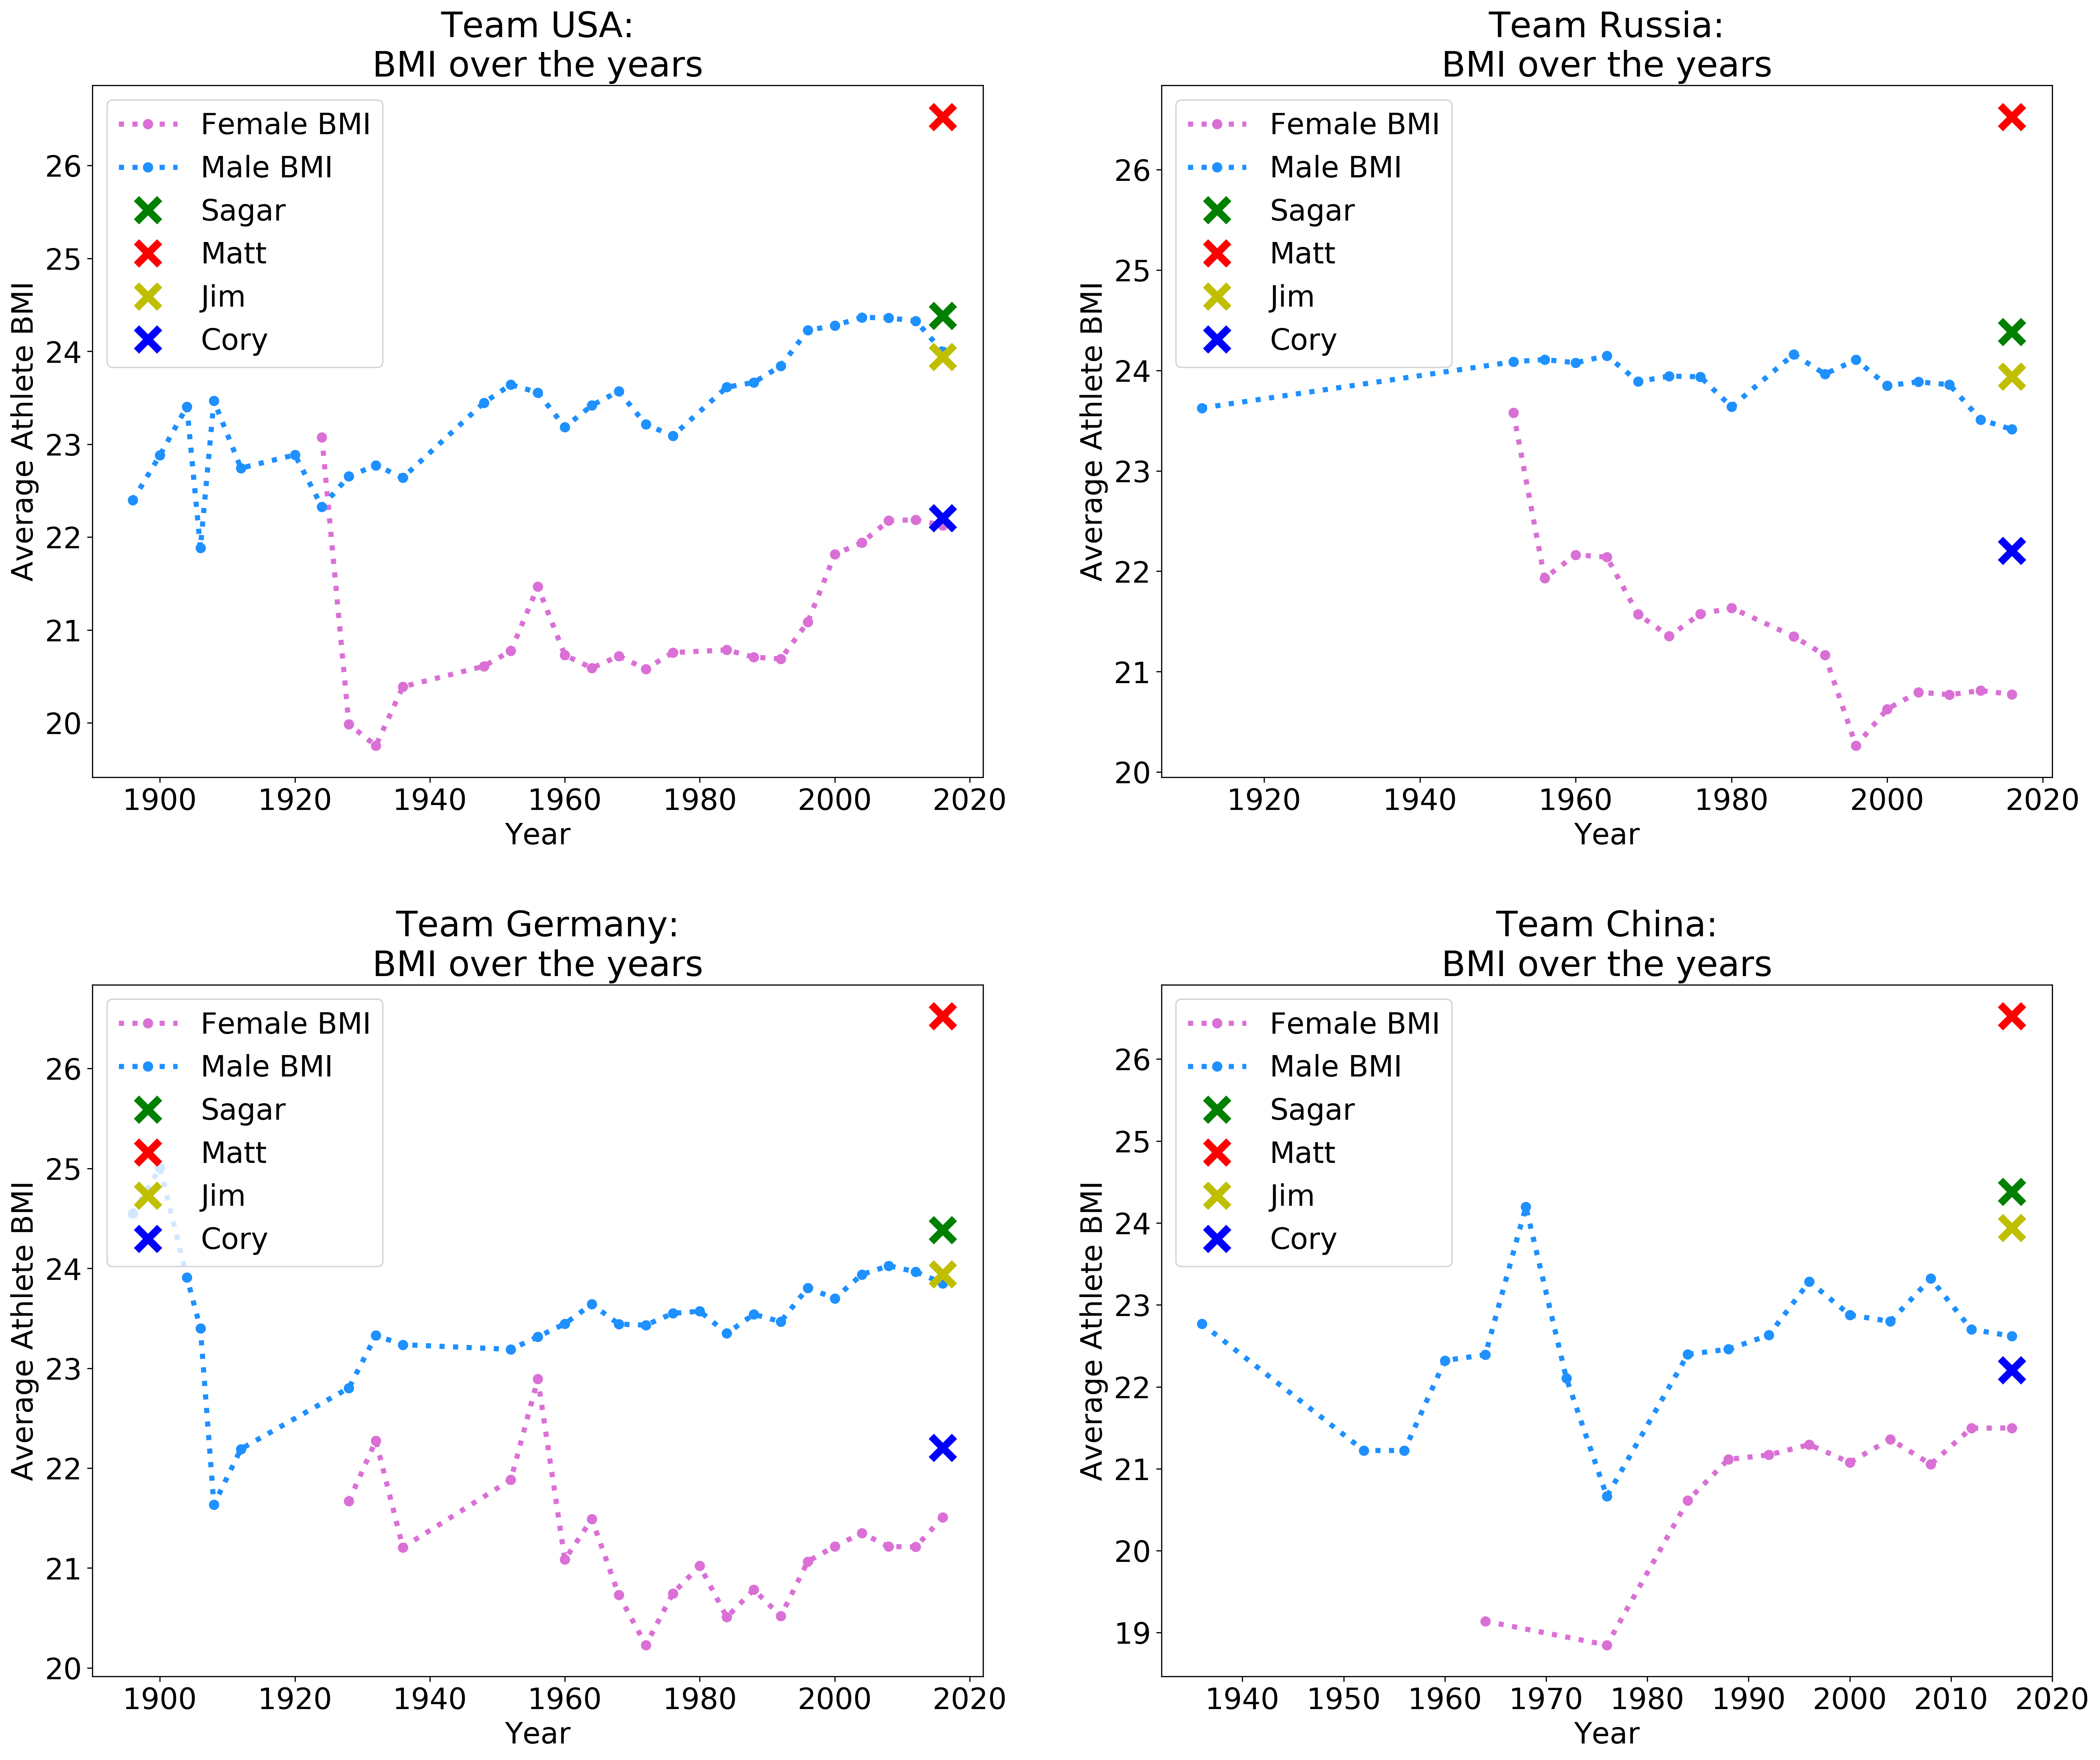 Team USA:
BMI over the years
Female BMI
Male BMI
Sagar
Matt
Jim
Cory
26
25
24
23
22
21
20
Average Athlete BMI
1900 1920 1940 1960 1980 2000 2020
Year
Team Russia:
BMI over the years
Female BMI
Male BMI
Sagar
Matt
Jim
Cory
26
25
24
23
22
21
20
Average Athlete BMI
1920 1940 1960 1980 2000 2020
Year
Team Germany:
BMI over the years
Female BMI
Male BMI
Sagar
Matt
Jim
Cory
26
25
24
23
22
21
20
Average Athlete BMI
1900 1920 1940 1960 1980 2000 2020
Year
Team China:
BMI over the years
Female BMI
Male BMI
Sagar
Matt
Jim
Cory
26
25
24
23
22
21
20
19
Average Athlete BMI
1940 1950 1960 1970 1980 1990 2000 2010 2020
Year